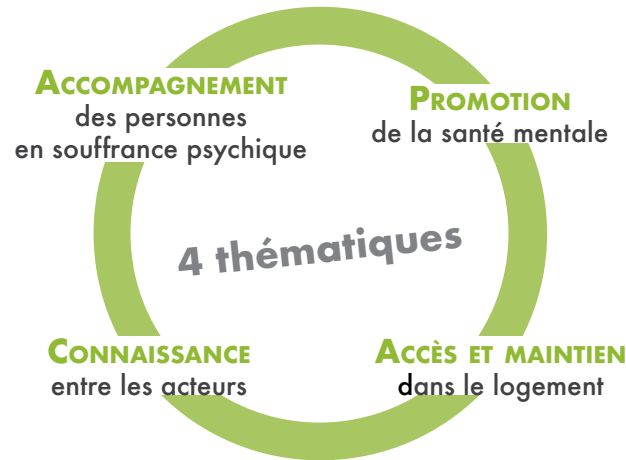 ACCOMPAGNEMENT
des personnes
en souffrance psychique
PROMOTION
de la santé mentale
4 thématiques
CONNAISSANCE
entre les acteurs
ACCÈS ET MAINTIEN
dans le logement